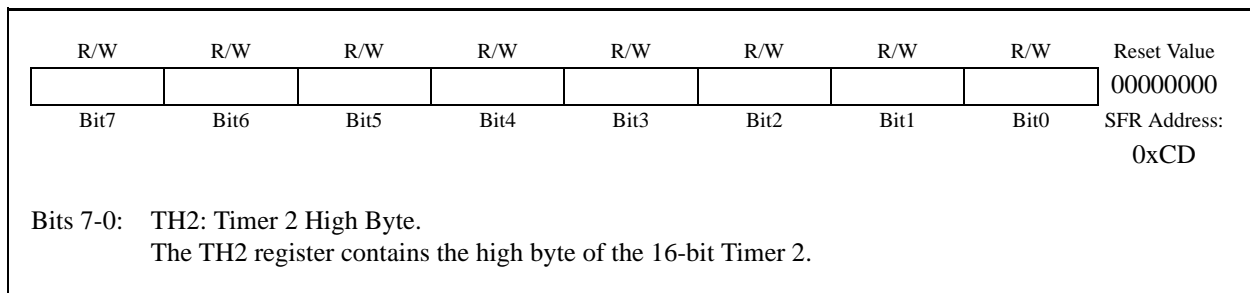 R/W R/W R/W R/W R/W R/W R/W R/W Reset Value
00000000
Bit7 Bit6 Bit5 Bit4 Bit3 Bit2 Bit1 Bit0 SFR Address:
0xCD
Bits 7-0: TH2: Timer 2 High Byte.
The TH2 register contains the high byte of the 16-bit Timer 2.